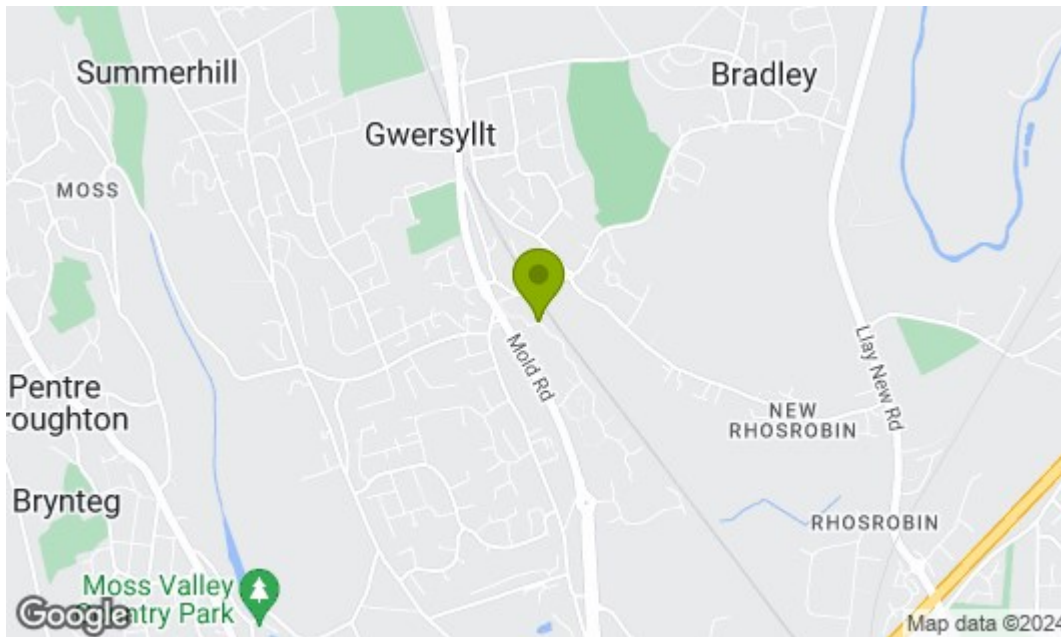 Summerhill
Bradley
Gwersyllt
MOSS
Mold Rd
Llay New Rd
Pentre
roughton
NEW
RHOSROBIN
Brynteg
RHOSROBIN
Moss Valley
Country Park
Google
Map data ©2024